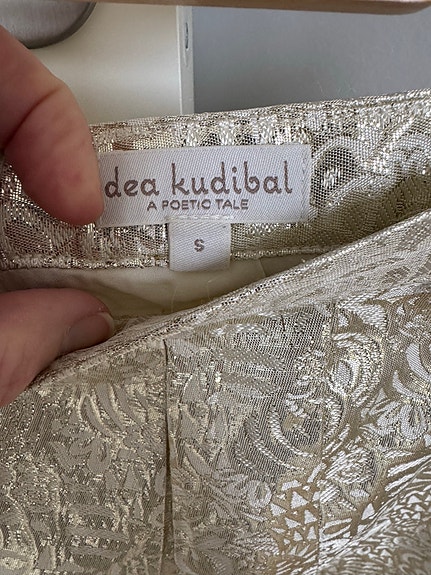 dea kudibal
A POETIC TALE
S